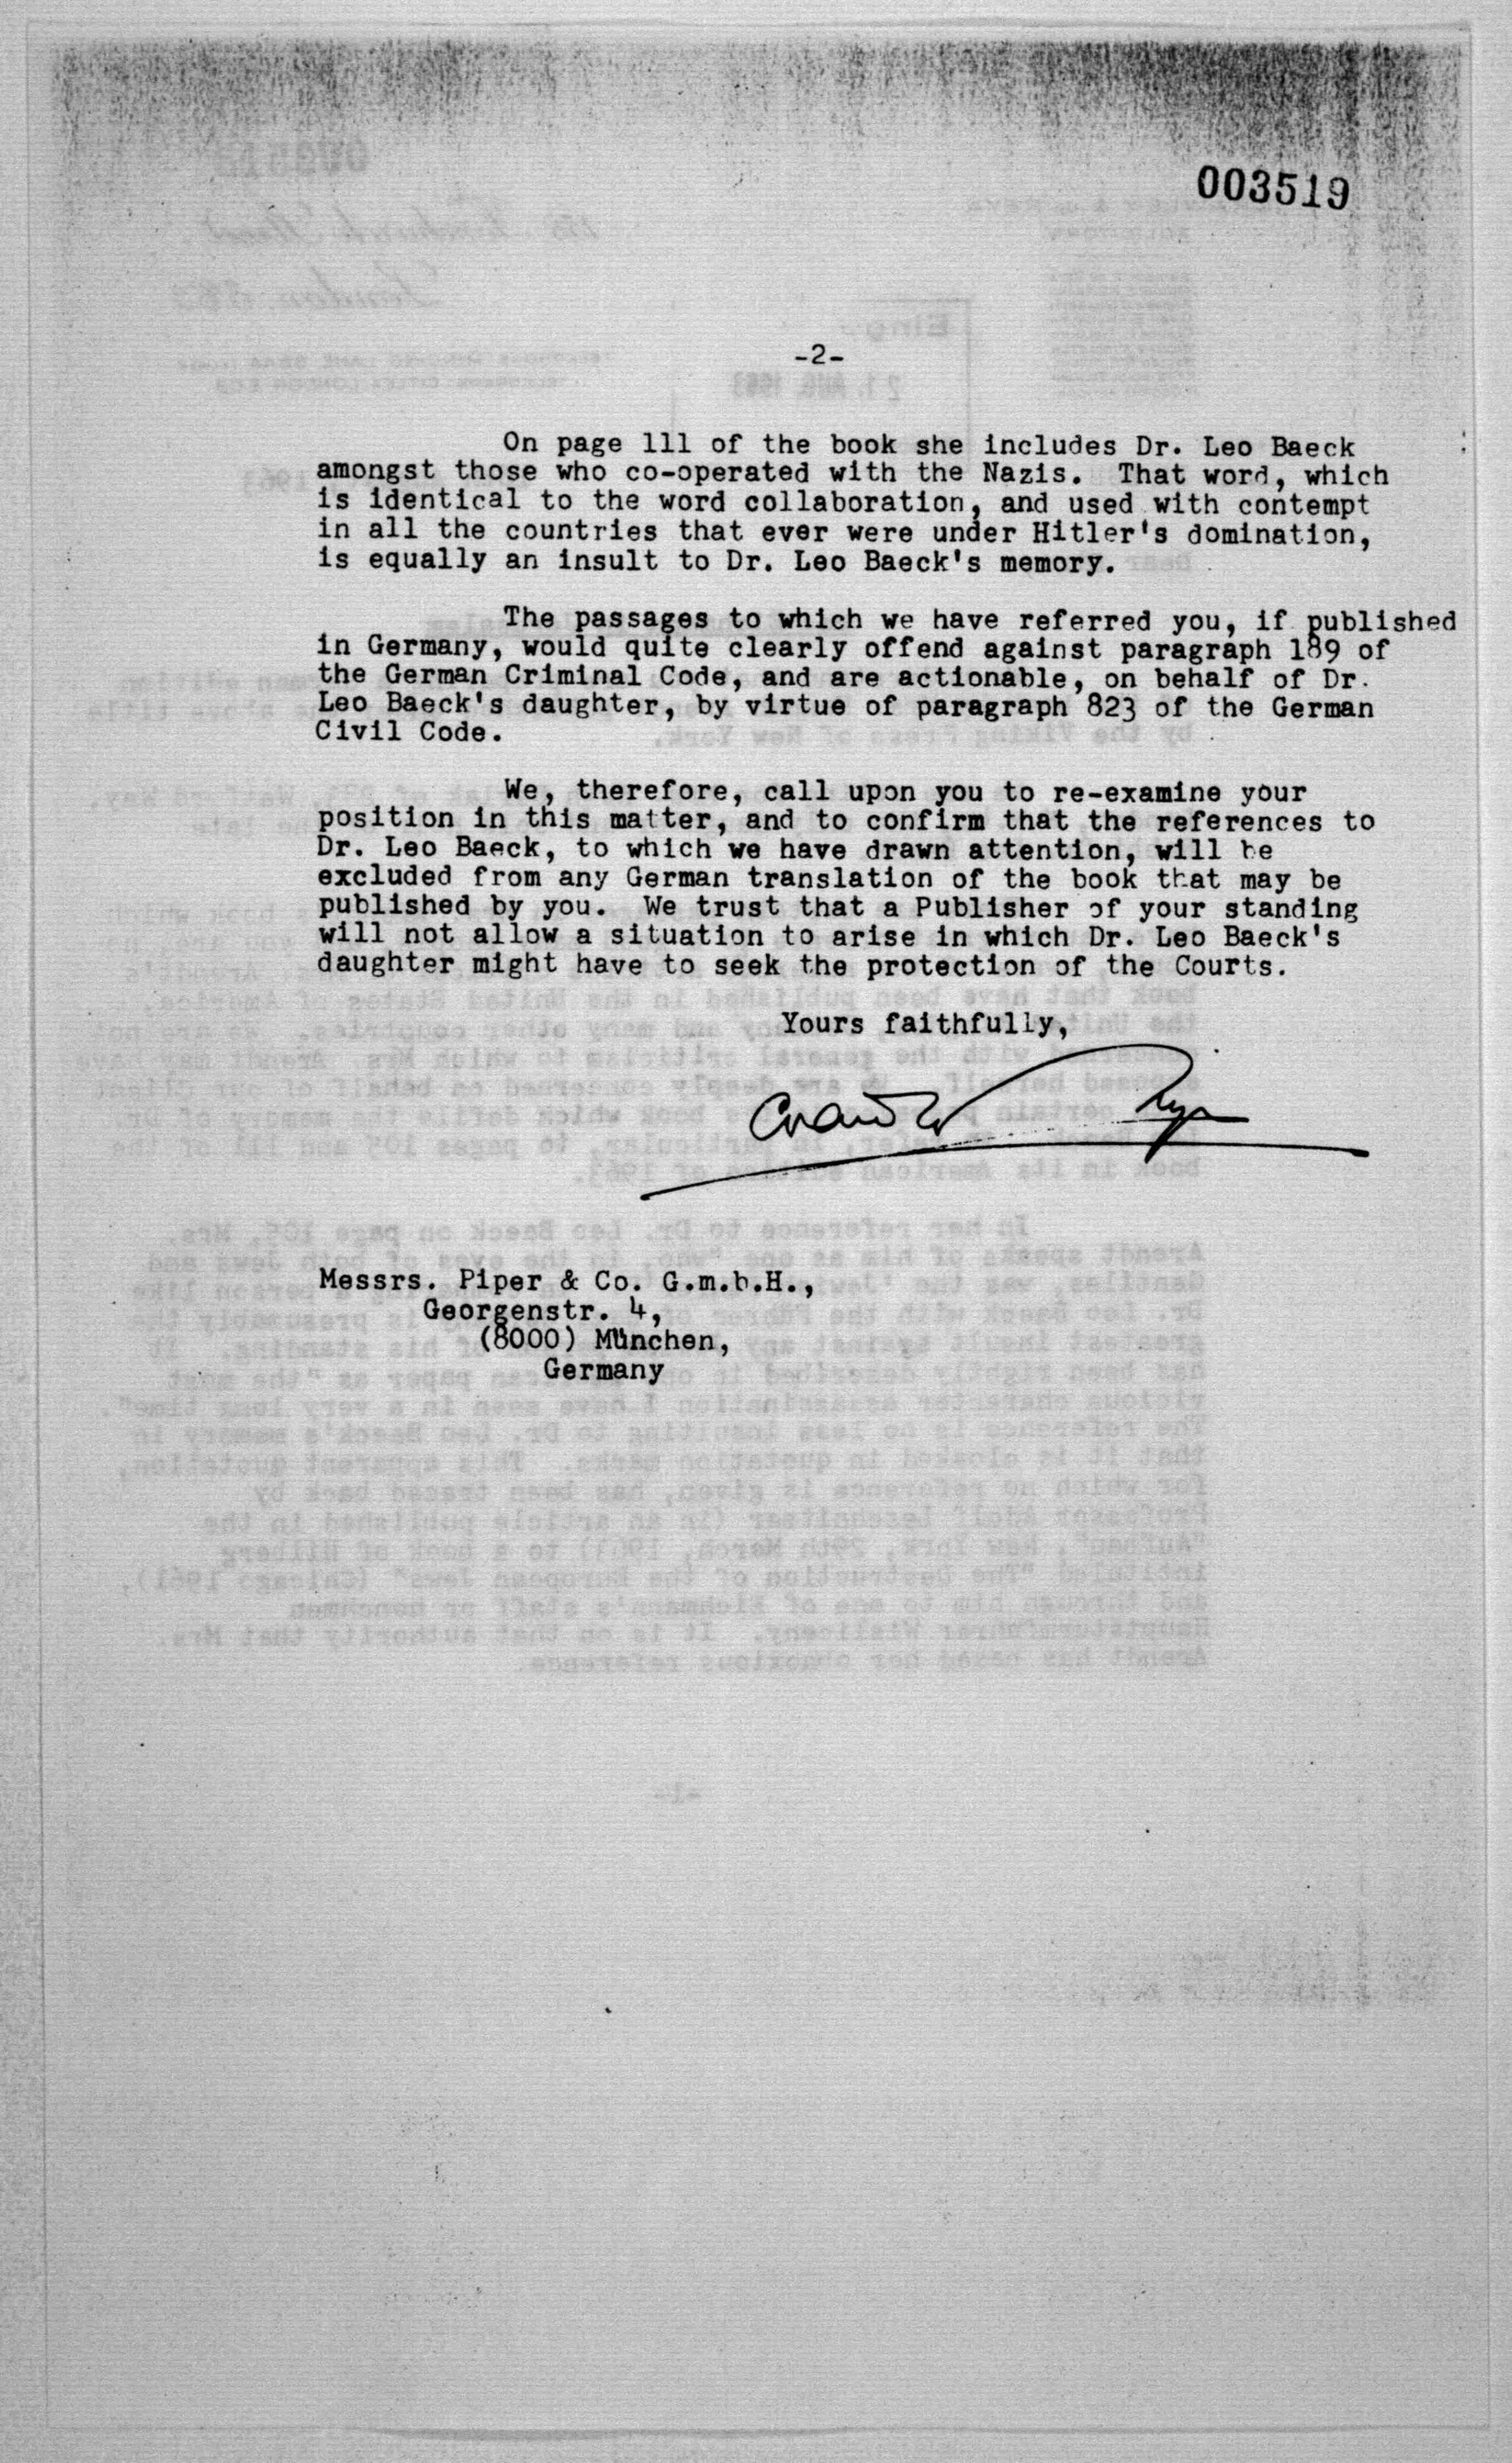 003519
-2-
On page 111 of the book she includes Dr. Leo Baeck
amongst those who co-operated with the Nazis. That word, which
is identical to the word collaboration, and used with contempt
in all the countries that ever were under Hitler's domination,
is equally an insult to Dr. Leo Baeck's memory.
The passages to which we have referred you, if published
in Germany, would quite clearly offend against paragraph 189 of
the German Criminal Code, and are actionable, on behalf of Dr.
Leo Baeck's daughter, by virtue of paragraph 823 of the German
Civil Code.
We, therefore, call upon you to re-examine your
position in this matter, and to confirm that the references to
Dr. Leo Baeck, to which we have drawn attention, will be
excluded from any German translation of the book that may be
published by you. We trust that a Publisher of your standing
will not allow a situation to arise in which Dr. Leo Baeck's
daughter might have to seek the protection of the Courts.
Yours faithfully,
Messrs. Piper & Co. G.m.b.H.,
Georgenstr. 4,
(8000) München,
Germany